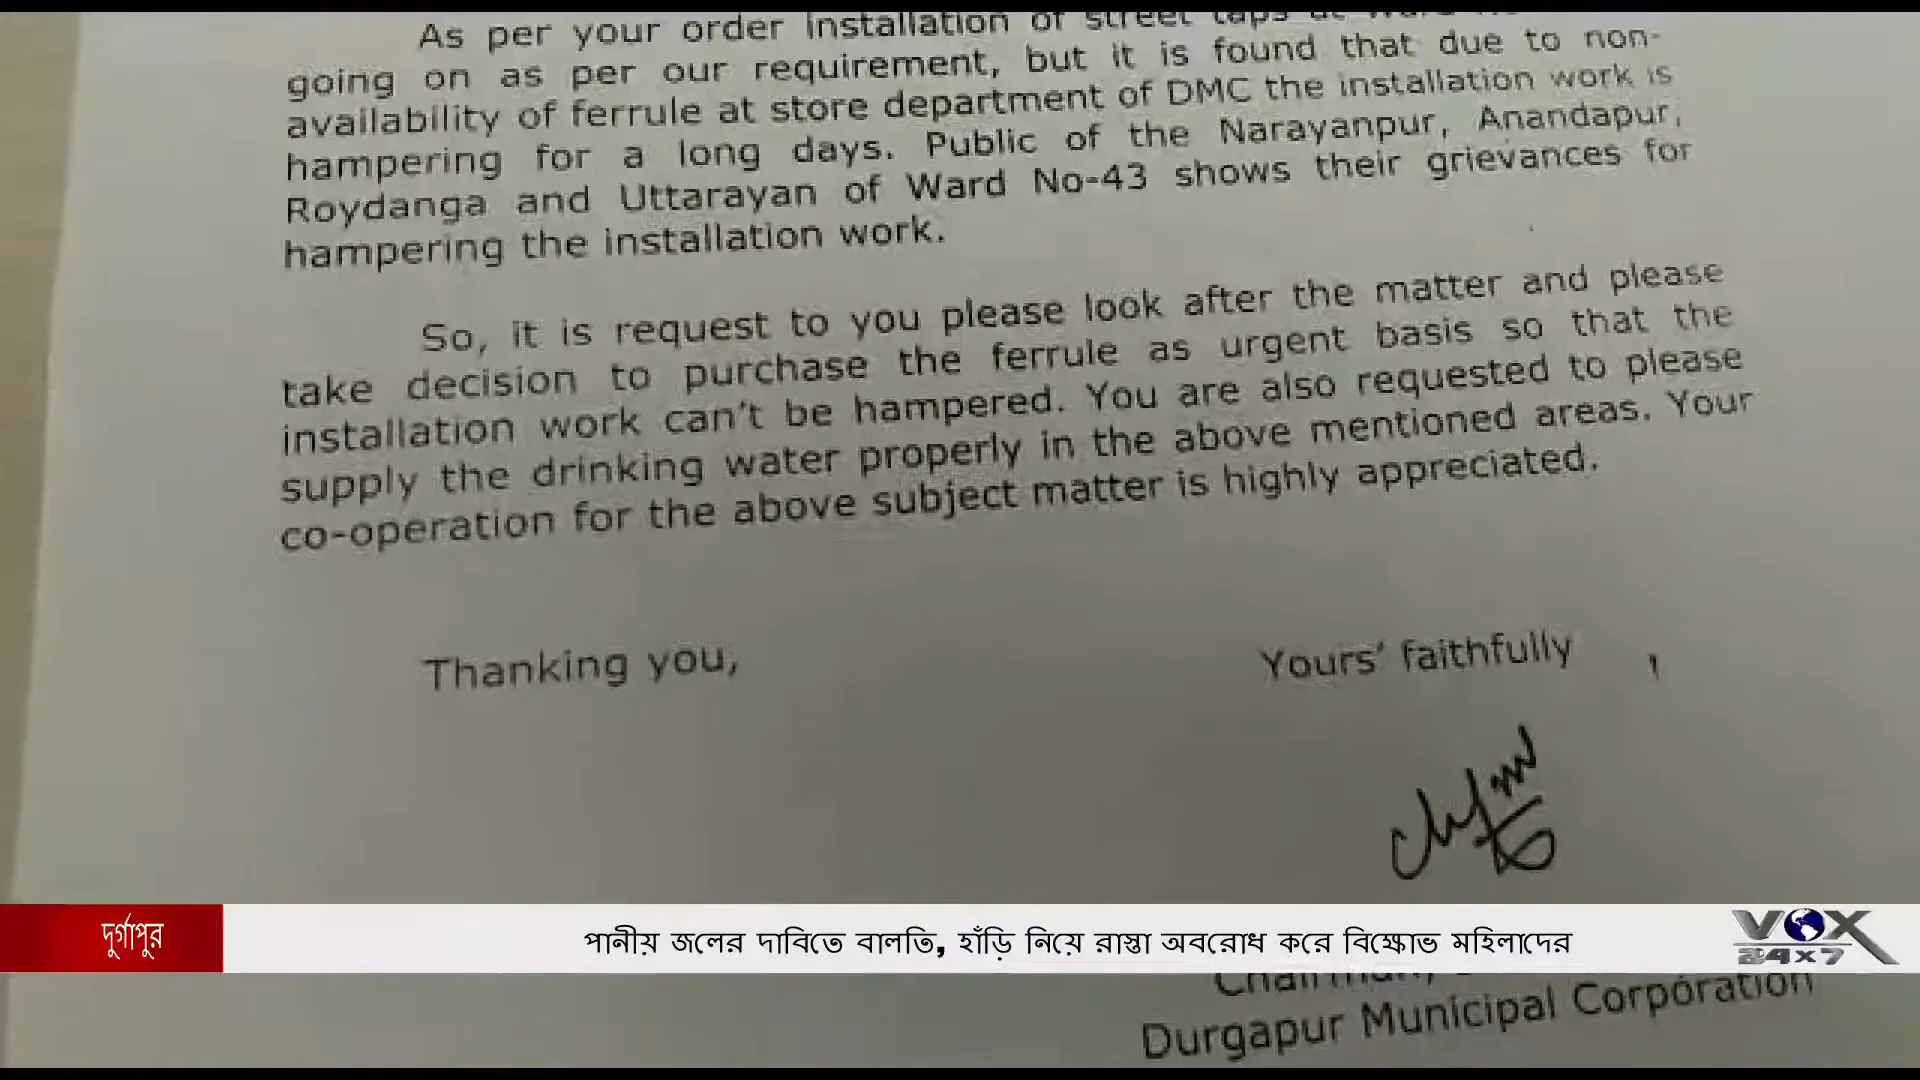 As per your order installation of street taps at
going on as per our requirement, but it is found that due to non-
availability of ferrule at store department of DMC the installation work is
hampering for a long days. Public of the Narayanpur, Anandapur,
Roydanga and Uttarayan of Ward No-43 shows their grievances for
hampering the installation work.
So, it is request to you please look after the matter and please
take decision to purchase the ferrule as urgent basis so that the
installation work can't be hampered. You are also requested to please
supply the drinking water properly in the above mentioned areas. Your
co-operation for the above subject matter is highly appreciated.
Thanking you,
Yours' faithfully
দুর্গাপুর
পানীয় জলের দাবিতে বালতি, হাঁড়ি নিয়ে রাস্তা অবরোধ করে বিক্ষোভ মহিলাদের
VOX
24x7
Chairman,
Durgapur Municipal Corporation